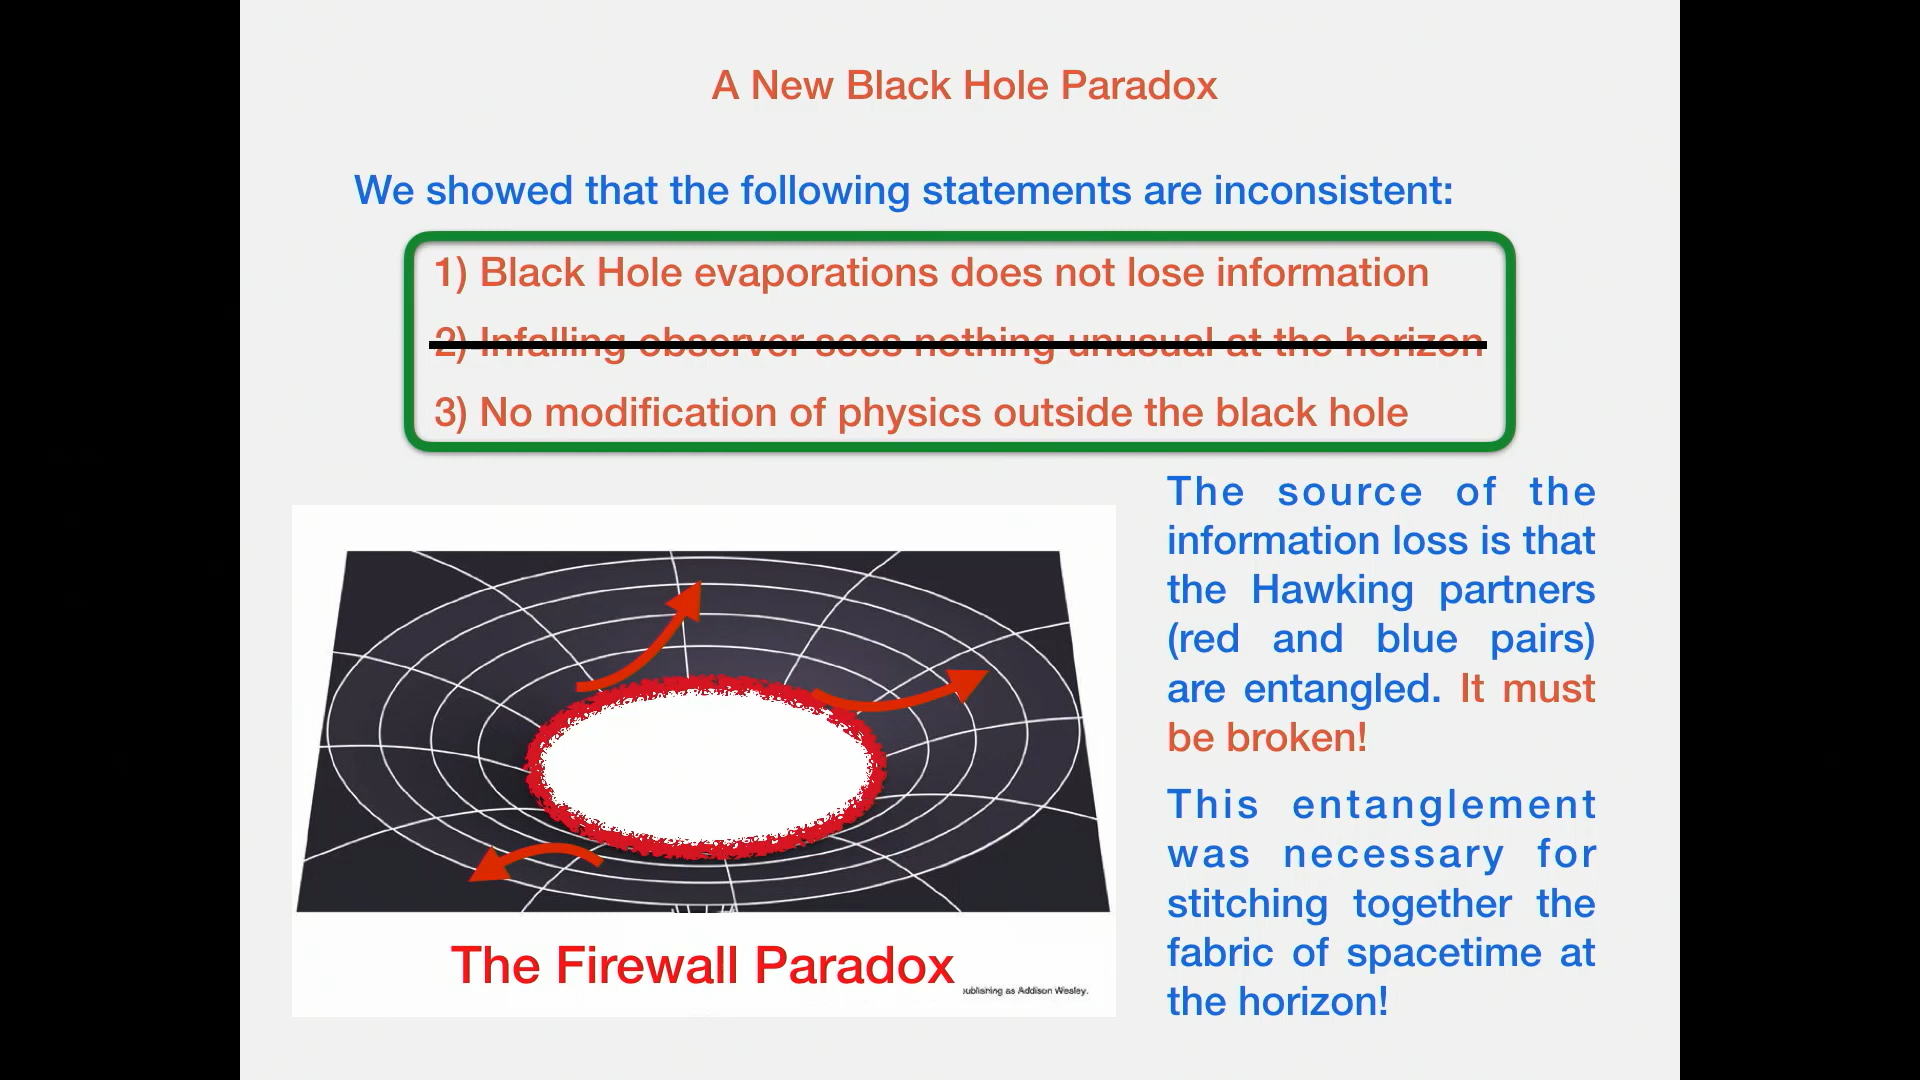 A New Black Hole Paradox
We showed that the following statements are inconsistent:
1) Black Hole evaporations does not lose information
2) Infalling observer sees nothing unusual at the horizon
3) No modification of physics outside the black hole
The source of the
information loss is that
the Hawking partners
(red and blue pairs)
are entangled. It must
be broken!
This entanglement
was necessary for
stitching together the
fabric of spacetime at
the horizon!
The Firewall Paradox
ublishing as Addison Wesley.